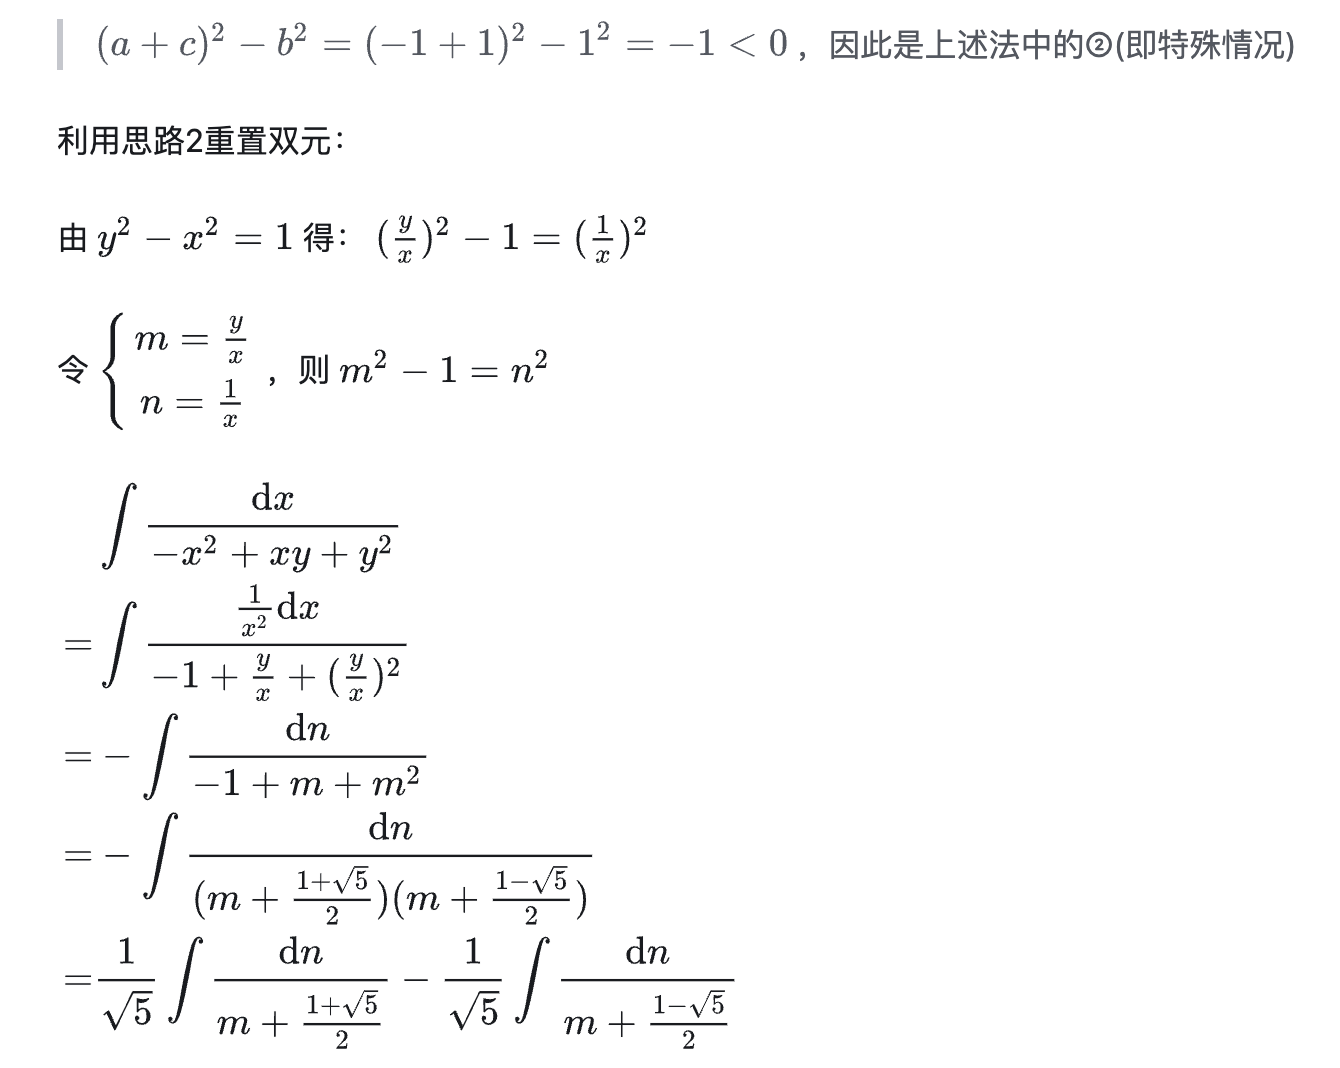 $(a+c)^2-b^2=(-1+1)^2-1^2=-1<0$，因此是上述法中的②(即特殊情况)
利用思路2重置双元：
由 $y^2-x^2=1$ 得：$(\frac{y}{x})^2-1=(\frac{1}{x})^2$
令 $\begin{cases} m=\frac{y}{x} \\ n=\frac{1}{x} \end{cases}$，则 $m^2-1=n^2$
$\int \frac{\mathrm{d}x}{-x^2+xy+y^2}$
$=\int \frac{\frac{1}{x^2}\mathrm{d}x}{-1+\frac{y}{x}+(\frac{y}{x})^2}$
$=-\int \frac{\mathrm{d}n}{-1+m+m^2}$
$=-\int \frac{\mathrm{d}n}{(m+\frac{1+\sqrt{5}}{2})(m+\frac{1-\sqrt{5}}{2})}$
$=\frac{1}{\sqrt{5}}\int \frac{\mathrm{d}n}{m+\frac{1+\sqrt{5}}{2}}-\frac{1}{\sqrt{5}}\int \frac{\mathrm{d}n}{m+\frac{1-\sqrt{5}}{2}}$